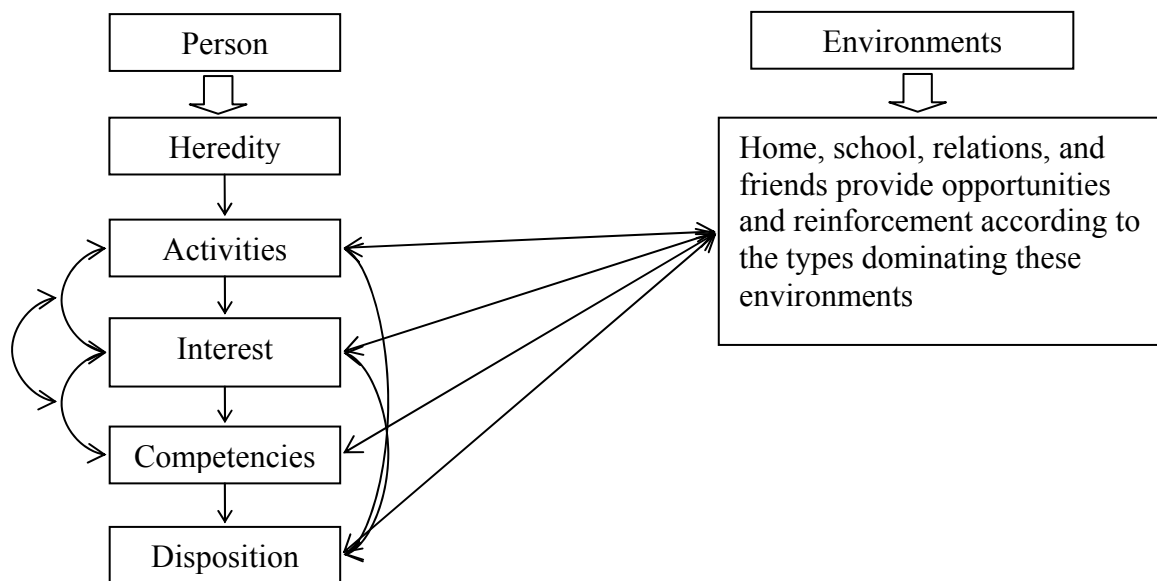 Person
Environments
Heredity
Home, school, relations, and
friends provide opportunities
and reinforcement according to
the types dominating these
environments
Activities
Interest
Competencies
Disposition